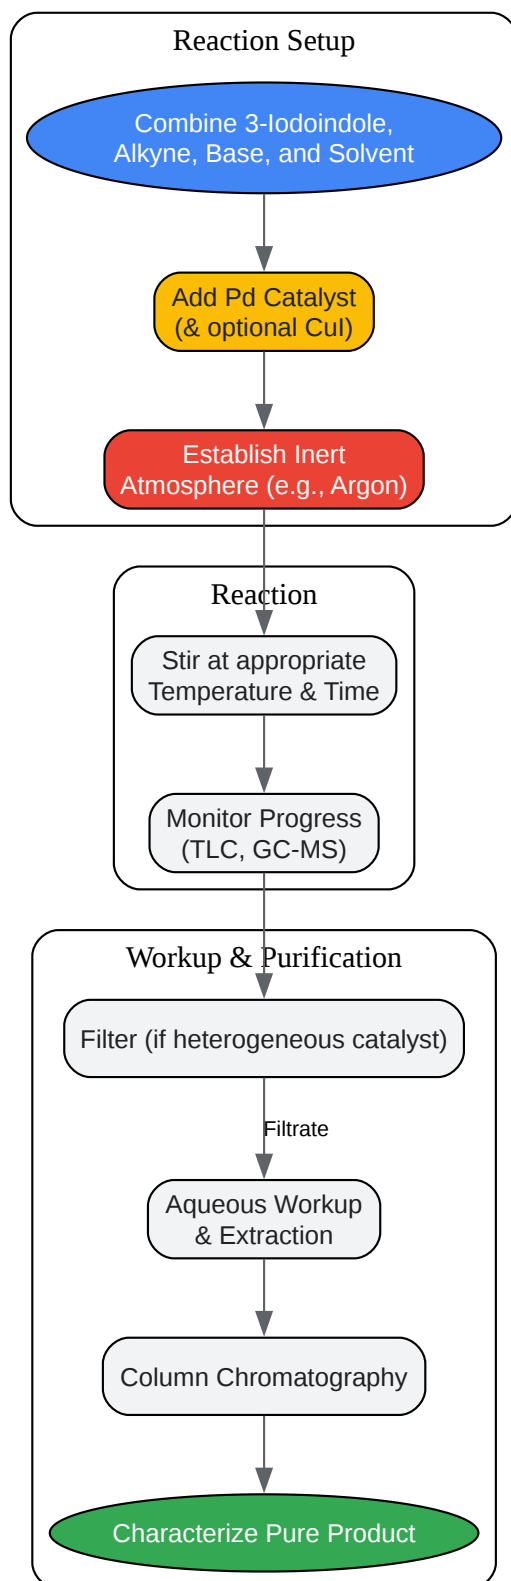 Reaction Setup
Combine 3-Iodoindole,
Alkyne, Base, and Solvent
Add Pd Catalyst
(& optional CuI)
Establish Inert
Atmosphere (e.g., Argon)
Reaction
Stir at appropriate
Temperature & Time
Monitor Progress
(TLC, GC-MS)
Workup & Purification
Filter (if heterogeneous catalyst)
Filtrate
Aqueous Workup
& Extraction
Column Chromatography
Characterize Pure Product